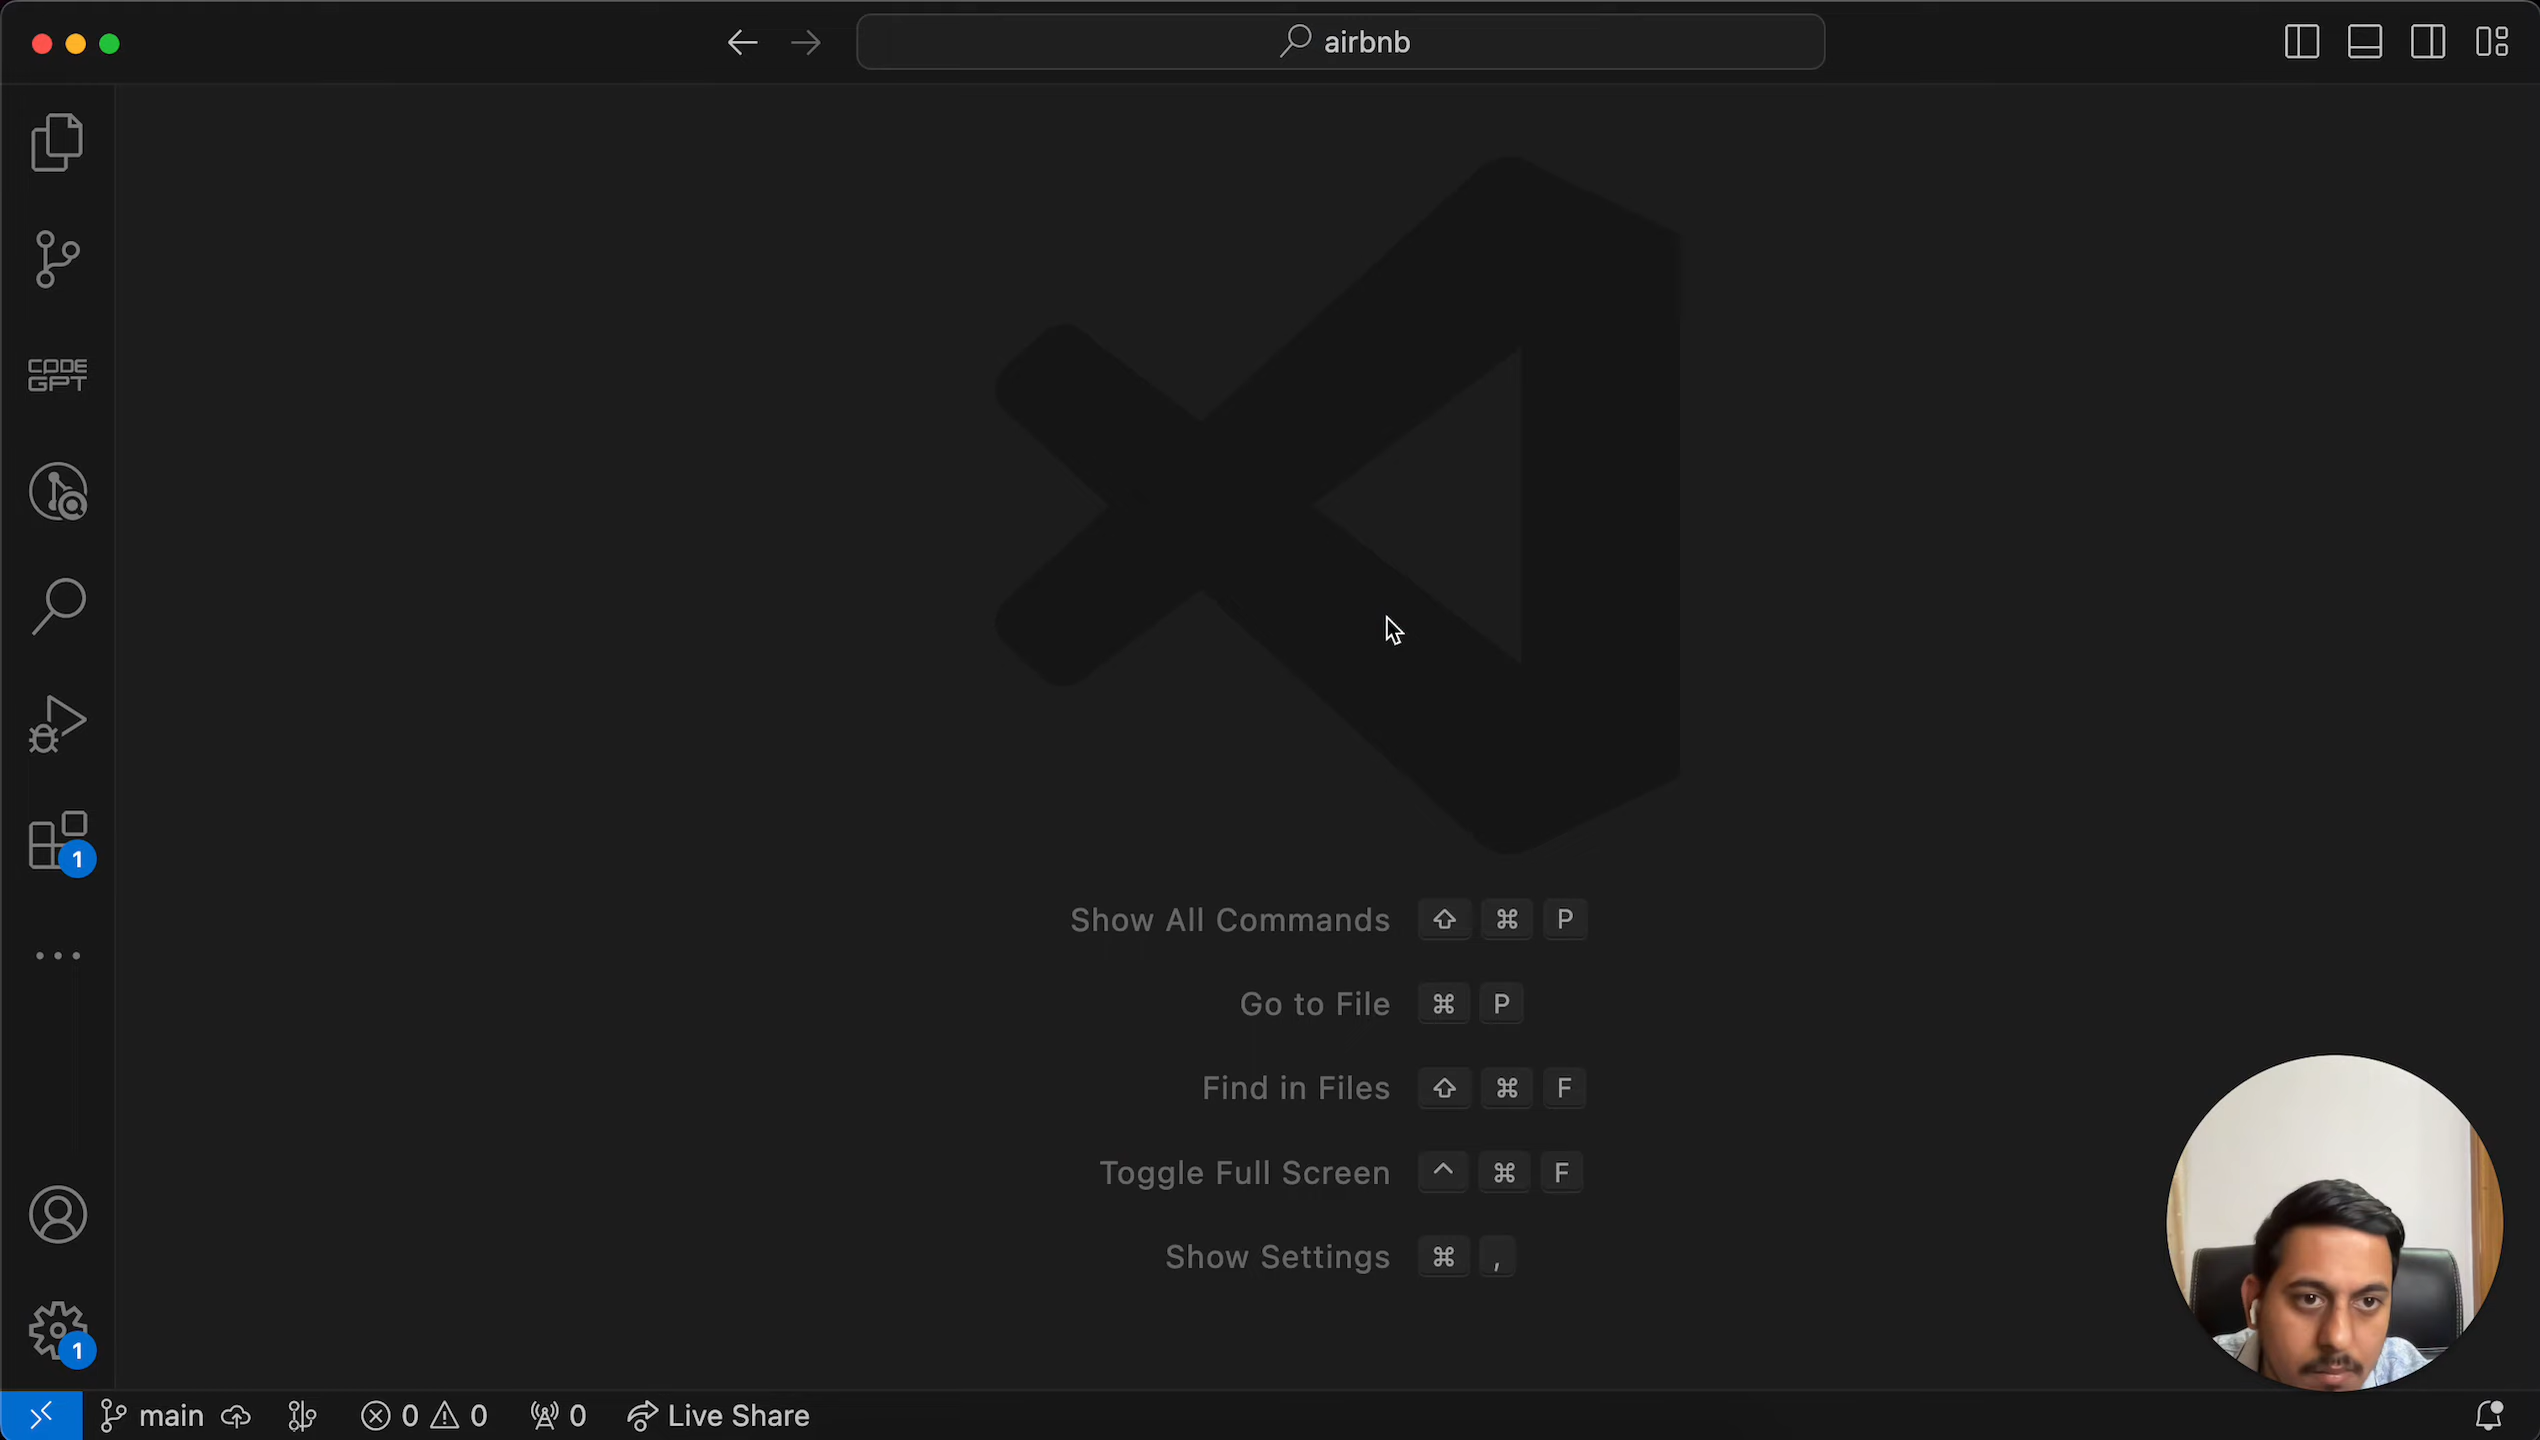 airbnb
CODE
GPT
1
Show All Commands ⇧ ⌘ P
Go to File ⌘ P
Find in Files ⇧ ⌘ F
Toggle Full Screen ^ ⌘ F
Show Settings ⌘ ,
1
main 0 0 0 Live Share